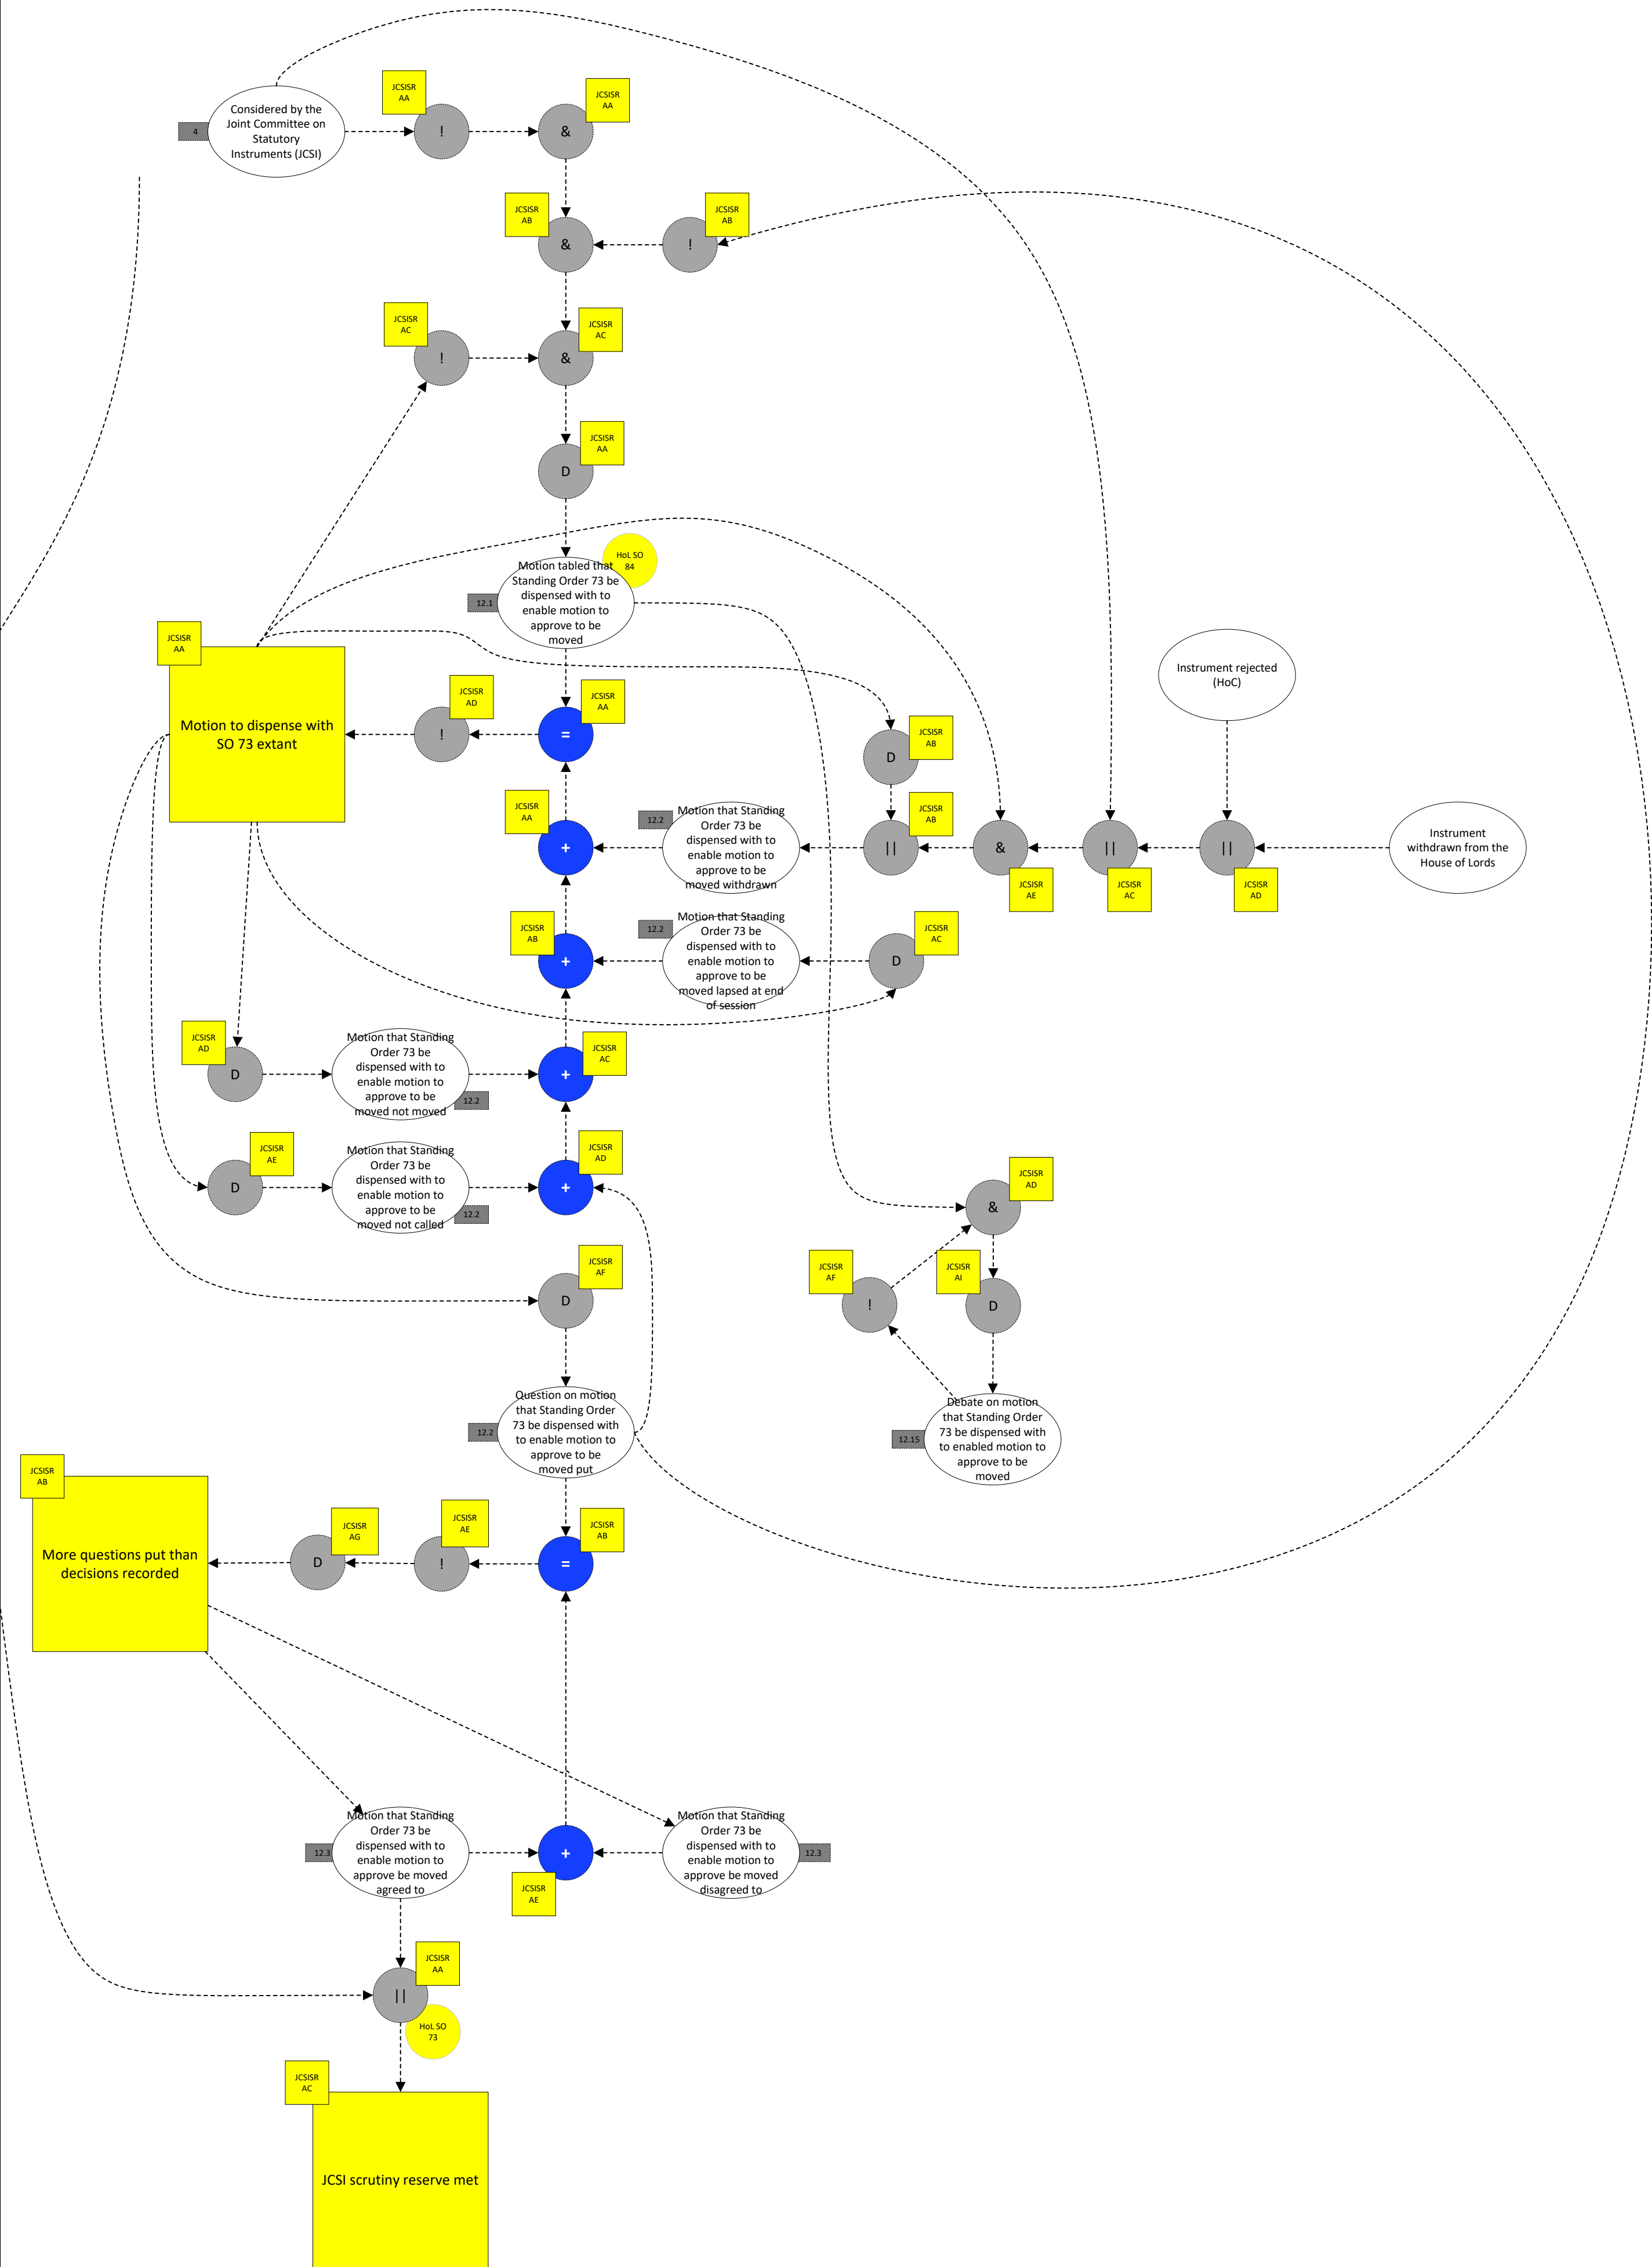 JCSISR
AA
JCSISR
AA
Considered by the
Joint Committee on
Statutory
Instruments (JCSI)
4
!
&
JCSISR
AB
JCSISR
AB
&
!
JCSISR
AC
JCSISR
AC
!
&
JCSISR
AA
D
HoL SO
84
Motion tabled that
Standing Order 73 be
dispensed with to
enable motion to
approve to be
moved
12.1
JCSISR
AA
Motion to dispense with
SO 73 extant
JCSISR
AD
!
JCSISR
AA
=
Instrument rejected
(HoC)
JCSISR
AB
D
JCSISR
AA
+
12.2
Motion that Standing
Order 73 be
dispensed with to
enable motion to
approve to be
moved withdrawn
JCSISR
AB
||
&
JCSISR
AE
||
JCSISR
AC
||
JCSISR
AD
Instrument
withdrawn from the
House of Lords
JCSISR
AB
+
12.2
Motion that Standing
Order 73 be
dispensed with to
enable motion to
approve to be
moved lapsed at end
of session
JCSISR
AC
D
JCSISR
AD
D
Motion that Standing
Order 73 be
dispensed with to
enable motion to
approve to be
moved not moved
12.2
JCSISR
AC
+
JCSISR
AE
D
Motion that Standing
Order 73 be
dispensed with to
enable motion to
approve to be
moved not called
12.2
JCSISR
AD
+
JCSISR
AD
&
JCSISR
AF
D
JCSISR
AF
!
JCSISR
AI
D
12.2
Question on motion
that Standing Order
73 be dispensed with
to enable motion to
approve to be
moved put
12.15
Debate on motion
that Standing Order
73 be dispensed with
to enabled motion to
approve to be
moved
JCSISR
AB
More questions put than
decisions recorded
JCSISR
AG
D
JCSISR
AE
!
JCSISR
AB
=
12.3
Motion that Standing
Order 73 be
dispensed with to
enable motion to
approve be moved
agreed to
+
JCSISR
AE
Motion that Standing
Order 73 be
dispensed with to
enable motion to
approve be moved
disagreed to
12.3
JCSISR
AA
||
HoL SO
73
JCSISR
AC
JCSI scrutiny reserve met